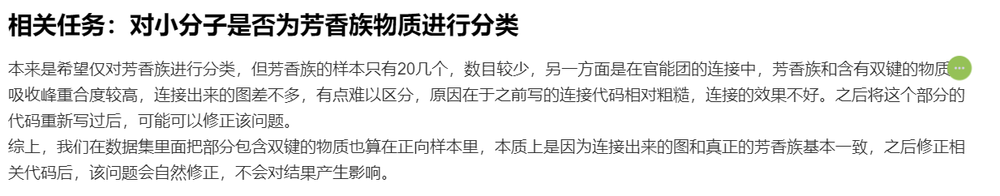 相关任务：对小分子是否为芳香族物质进行分类
本来是希望仅对芳香族进行分类，但芳香族的样本只有20几个，数目较少，另一方面是在官能团的连接中，芳香族和含有双键的物质
吸收峰重合度较高，连接出来的图差不多，有点难以区分，原因在于之前写的连接代码相对粗糙，连接的效果不好。之后将这个部分的
代码重新写过后，可能可以修正该问题。
综上，我们在数据集里面把部分包含双键的物质也算在正向样本里，本质上是因为连接出来的图和真正的芳香族基本一致，之后修正相
关代码后，该问题会自然修正，不会对结果产生影响。